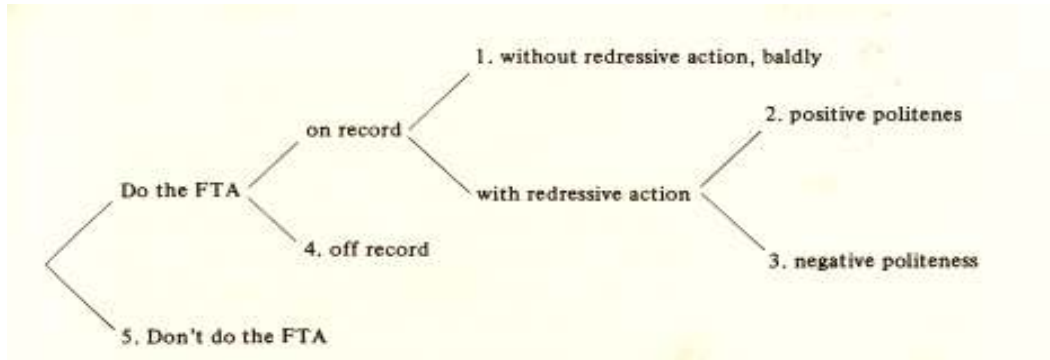 1. without redressive action, baldly
2. positive politenes
on record
Do the FTA
with redressive action
4. off record
3. negative politeness
5. Don't do the FTA